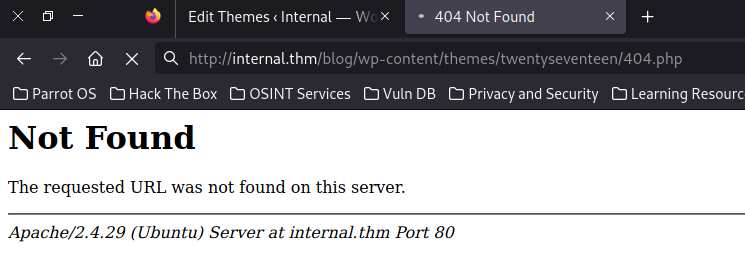 Edit Themes ‹ Internal — Wo
404 Not Found
http://internal.thm/blog/wp-content/themes/twentyseventeen/404.php
Parrot OS Hack The Box OSINT Services Vuln DB Privacy and Security Learning Resourc
Not Found
The requested URL was not found on this server.
Apache/2.4.29 (Ubuntu) Server at internal.thm Port 80